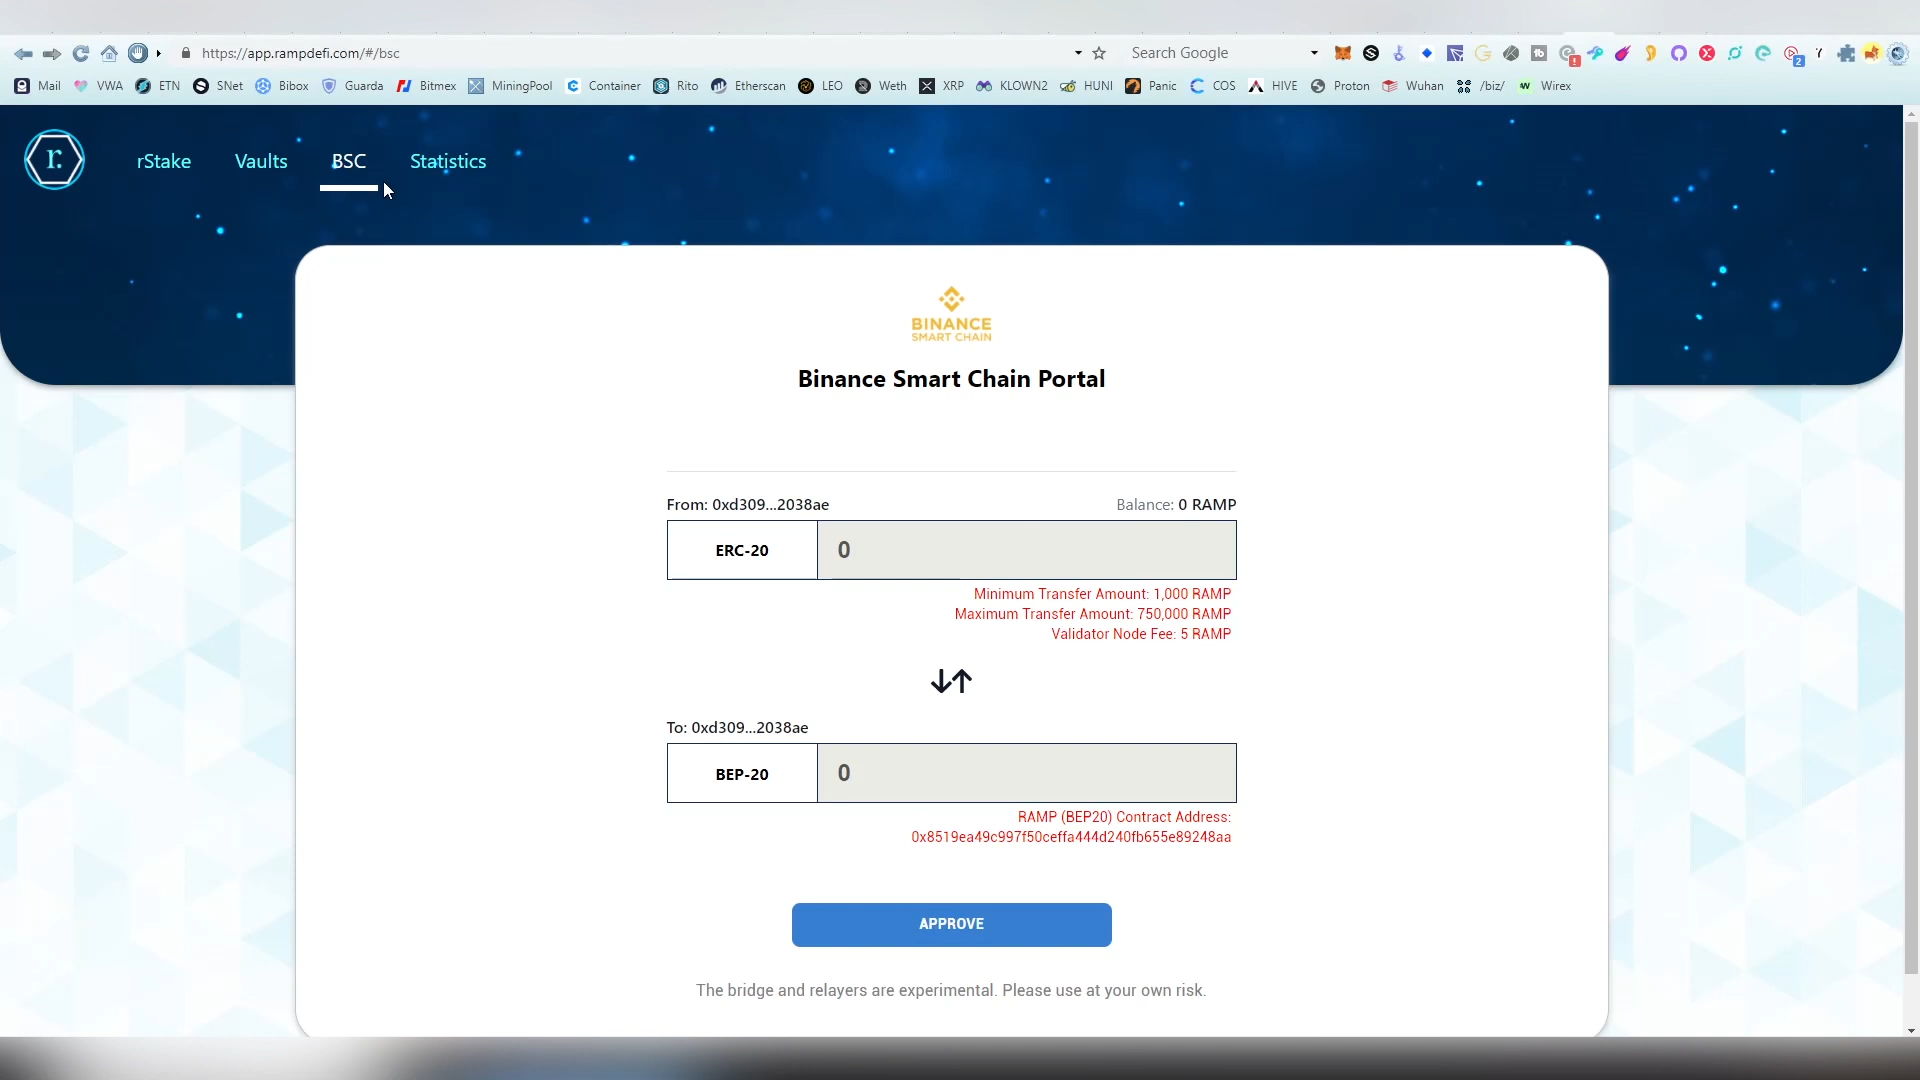 https://app.rampdefi.com/#/bsc
Search Google
Mail VWA ETN SNet Bibox Guarda Bitmex MiningPool Container Rito Etherscan LEO Weth XRP KLOWN2 HUNI Panic COS HIVE Proton Wuhan /biz/ Wirex
r. rStake Vaults BSC Statistics
BINANCE
SMART CHAIN
Binance Smart Chain Portal
From: 0xd309...2038ae Balance: 0 RAMP
ERC-20 0
Minimum Transfer Amount: 1,000 RAMP
Maximum Transfer Amount: 750,000 RAMP
Validator Node Fee: 5 RAMP
To: 0xd309...2038ae
BEP-20 0
RAMP (BEP20) Contract Address:
0x8519ea49c997f50ceffa444d240fb655e89248aa
APPROVE
The bridge and relayers are experimental. Please use at your own risk.